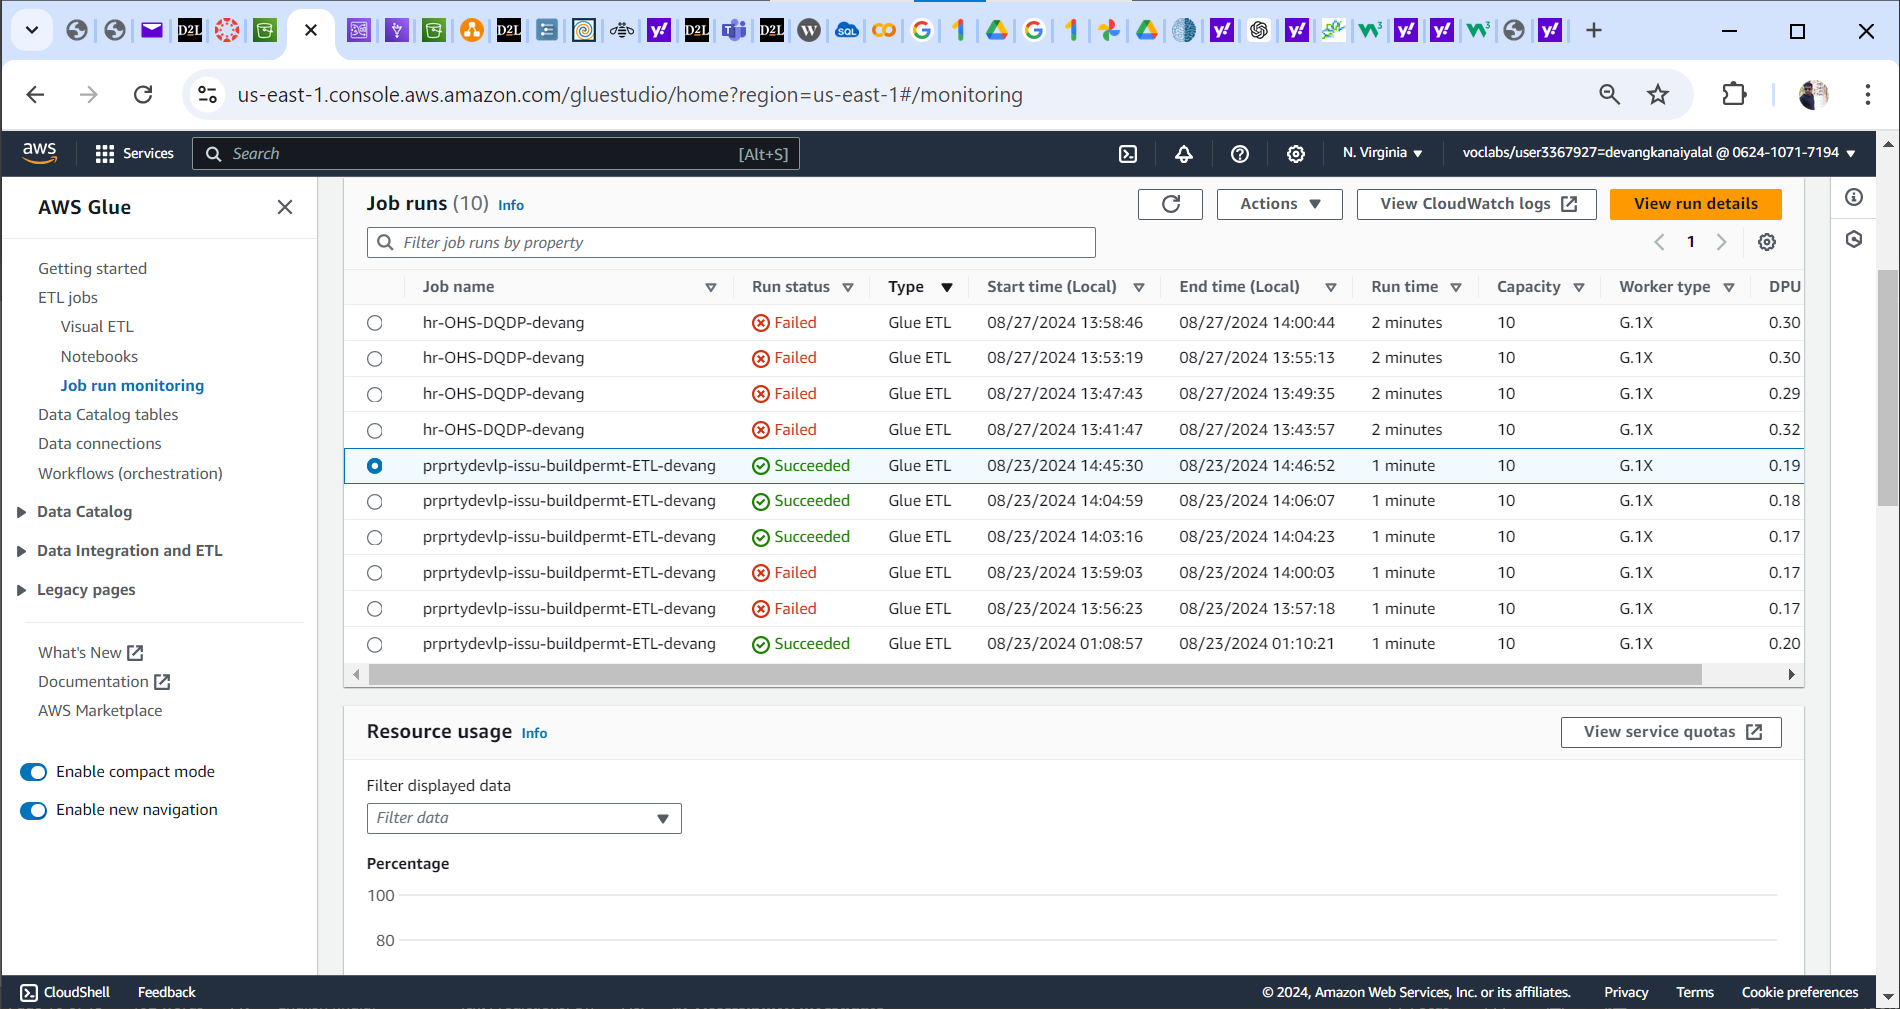 us-east-1.console.aws.amazon.com/gluestudio/home?region=us-east-1#/monitoring
aws Services Search [Alt+S] N. Virginia voclabs/user3367927=devangkanaiyalal @ 0624-1071-7194
AWS Glue
Getting started
ETL jobs
Visual ETL
Notebooks
Job run monitoring
Data Catalog tables
Data connections
Workflows (orchestration)
Data Catalog
Data Integration and ETL
Legacy pages
What's New
Documentation
AWS Marketplace
Enable compact mode
Enable new navigation
Job runs (10) Info Actions View CloudWatch logs View run details
Filter job runs by property 1
Job name Run status Type Start time (Local) End time (Local) Run time Capacity Worker type DPU
hr-OHS-DQDP-devang Failed Glue ETL 08/27/2024 13:58:46 08/27/2024 14:00:44 2 minutes 10 G.1X 0.30
hr-OHS-DQDP-devang Failed Glue ETL 08/27/2024 13:53:19 08/27/2024 13:55:13 2 minutes 10 G.1X 0.30
hr-OHS-DQDP-devang Failed Glue ETL 08/27/2024 13:47:43 08/27/2024 13:49:35 2 minutes 10 G.1X 0.29
hr-OHS-DQDP-devang Failed Glue ETL 08/27/2024 13:41:47 08/27/2024 13:43:57 2 minutes 10 G.1X 0.32
prprtydevlp-issu-buildpermt-ETL-devang Succeeded Glue ETL 08/23/2024 14:45:30 08/23/2024 14:46:52 1 minute 10 G.1X 0.19
prprtydevlp-issu-buildpermt-ETL-devang Succeeded Glue ETL 08/23/2024 14:04:59 08/23/2024 14:06:07 1 minute 10 G.1X 0.18
prprtydevlp-issu-buildpermt-ETL-devang Succeeded Glue ETL 08/23/2024 14:03:16 08/23/2024 14:04:23 1 minute 10 G.1X 0.17
prprtydevlp-issu-buildpermt-ETL-devang Failed Glue ETL 08/23/2024 13:59:03 08/23/2024 14:00:03 1 minute 10 G.1X 0.17
prprtydevlp-issu-buildpermt-ETL-devang Failed Glue ETL 08/23/2024 13:56:23 08/23/2024 13:57:18 1 minute 10 G.1X 0.17
prprtydevlp-issu-buildpermt-ETL-devang Succeeded Glue ETL 08/23/2024 01:08:57 08/23/2024 01:10:21 1 minute 10 G.1X 0.20
Resource usage Info View service quotas
Filter displayed data
Filter data
Percentage
100
80
CloudShell Feedback © 2024, Amazon Web Services, Inc. or its affiliates. Privacy Terms Cookie preferences